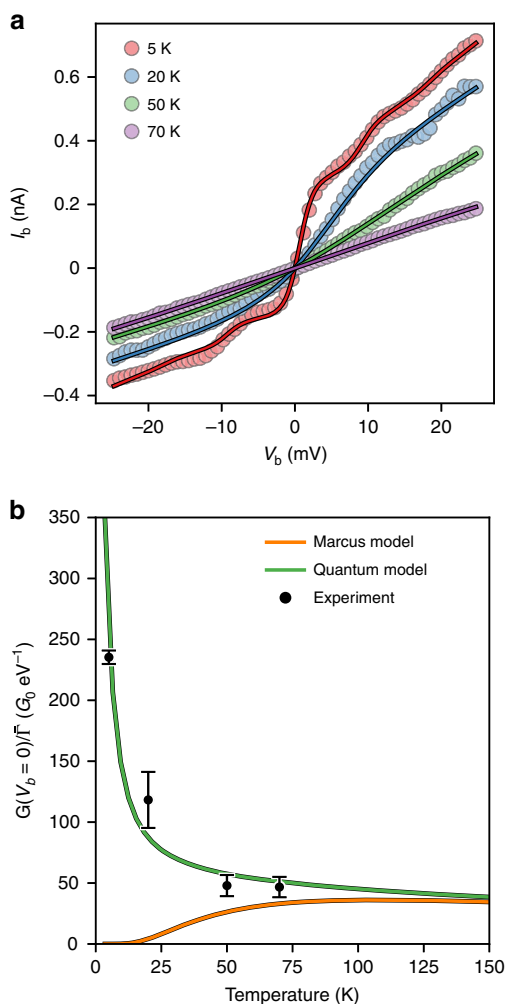 a
5 K
20 K
50 K
70 K
0.6
0.4
0.2
0
−0.2
−0.4
I_b (nA)
−20 −10 0 10 20
V_b (mV)
b
350
300
250
200
150
100
50
0
G(V_b = 0)/Γ̄ (G_0 eV⁻¹)
Marcus model
Quantum model
Experiment
0 25 50 75 100 125 150
Temperature (K)